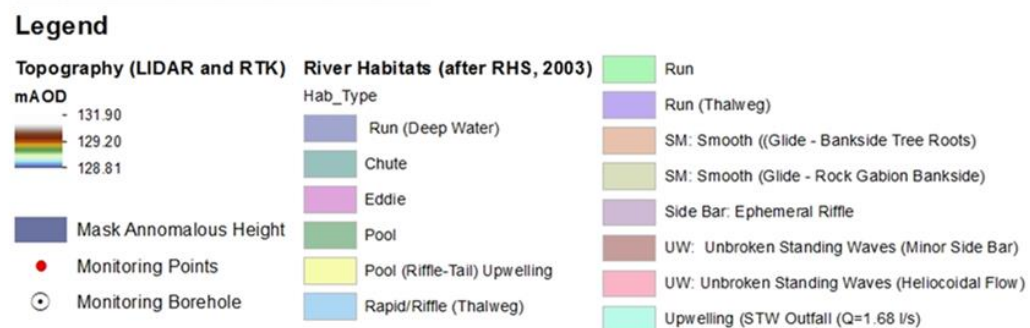 Legend
Topography (LIDAR and RTK)
mAOD
131.90
129.20
128.81
Mask Annomalous Height
Monitoring Points
Monitoring Borehole
River Habitats (after RHS, 2003)
Hab_Type
Run (Deep Water)
Chute
Eddie
Pool
Pool (Riffle-Tail) Upwelling
Rapid/Riffle (Thalweg)
Run
Run (Thalweg)
SM: Smooth ((Glide - Bankside Tree Roots)
SM: Smooth (Glide - Rock Gabion Bankside)
Side Bar: Ephemeral Riffle
UW: Unbroken Standing Waves (Minor Side Bar)
UW: Unbroken Standing Waves (Heliocoidal Flow)
Upwelling (STW Outfall (Q=1.68 l/s)